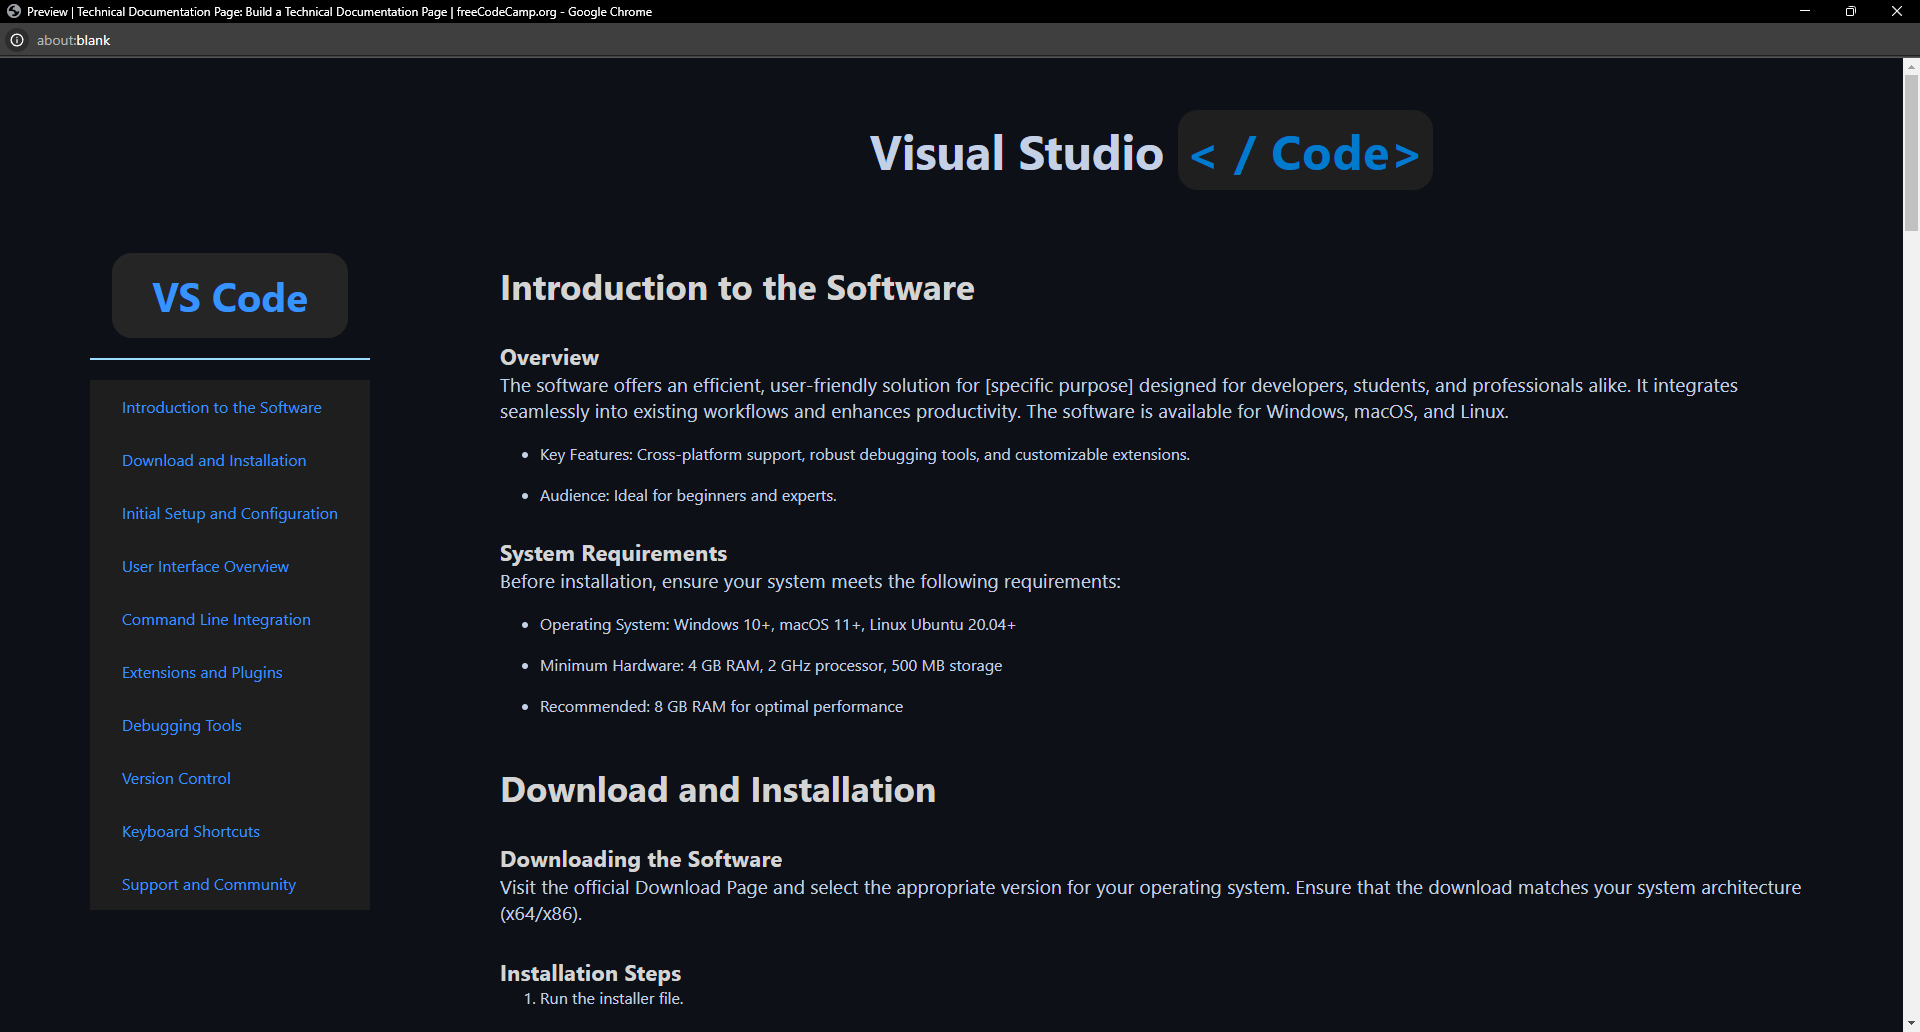 Preview | Technical Documentation Page: Build a Technical Documentation Page | freeCodeCamp.org - Google Chrome
about:blank
Visual Studio < / Code>
VS Code
Introduction to the Software
Download and Installation
Initial Setup and Configuration
User Interface Overview
Command Line Integration
Extensions and Plugins
Debugging Tools
Version Control
Keyboard Shortcuts
Support and Community
Introduction to the Software
Overview
The software offers an efficient, user-friendly solution for [specific purpose] designed for developers, students, and professionals alike. It integrates
seamlessly into existing workflows and enhances productivity. The software is available for Windows, macOS, and Linux.
• Key Features: Cross-platform support, robust debugging tools, and customizable extensions.
• Audience: Ideal for beginners and experts.
System Requirements
Before installation, ensure your system meets the following requirements:
• Operating System: Windows 10+, macOS 11+, Linux Ubuntu 20.04+
• Minimum Hardware: 4 GB RAM, 2 GHz processor, 500 MB storage
• Recommended: 8 GB RAM for optimal performance
Download and Installation
Downloading the Software
Visit the official Download Page and select the appropriate version for your operating system. Ensure that the download matches your system architecture
(x64/x86).
Installation Steps
1. Run the installer file.